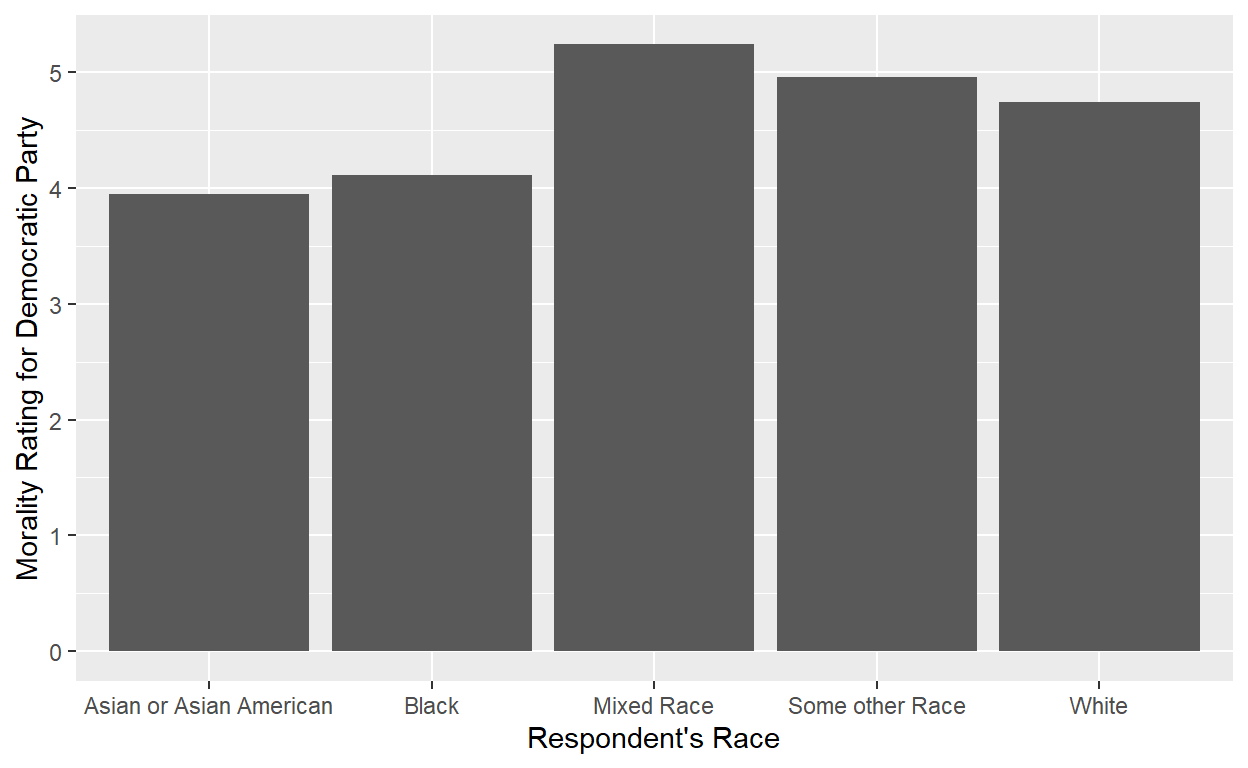 Morality Rating for Democratic Party
5
4
3
2
1
0
Asian or Asian American Black Mixed Race Some other Race White
Respondent's Race